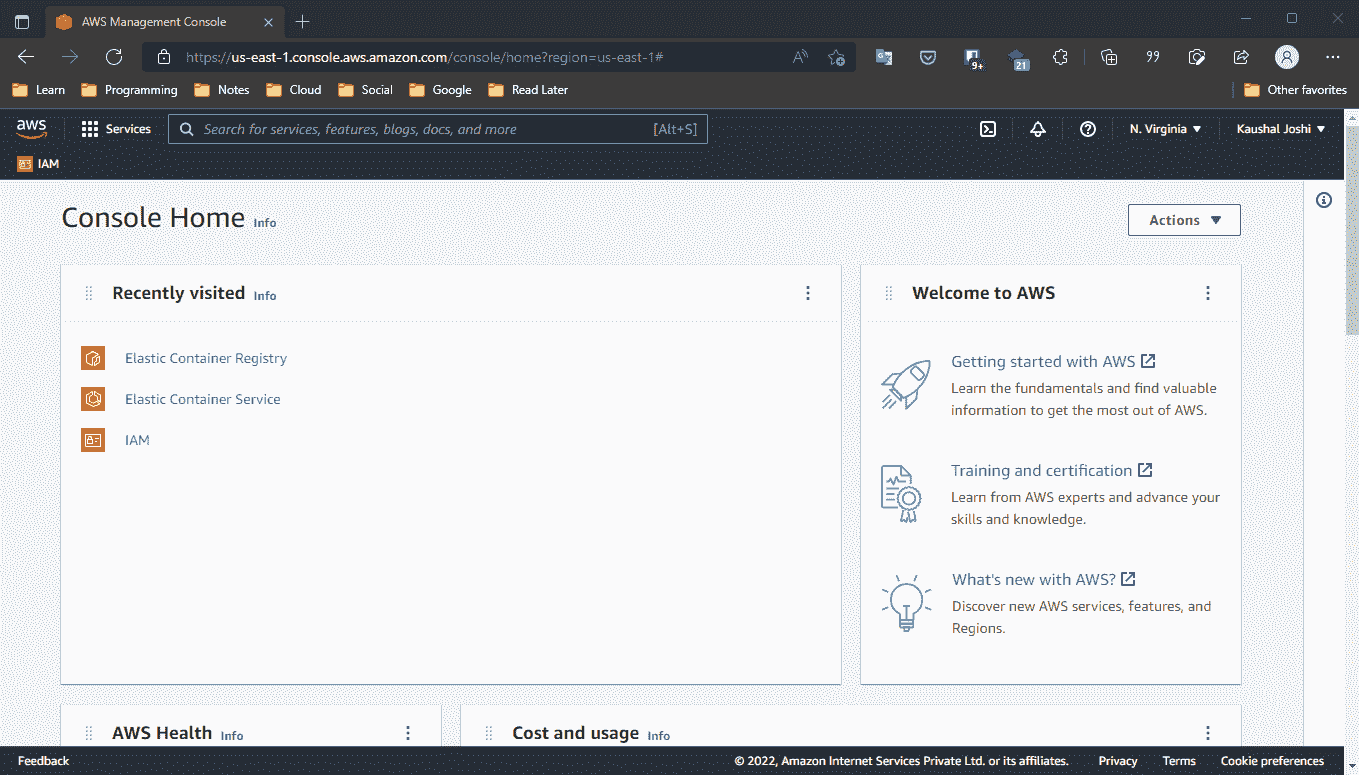 AWS Management Console
https://us-east-1.console.aws.amazon.com/console/home?region=us-east-1#
9+
21
Learn Programming Notes Cloud Social Google Read Later Other favorites
aws Services Search for services, features, blogs, docs, and more [Alt+S] N. Virginia Kaushal Joshi
IAM
Console Home Info
Actions
Recently visited Info
Elastic Container Registry
Elastic Container Service
IAM
Welcome to AWS
Getting started with AWS
Learn the fundamentals and find valuable
information to get the most out of AWS.
Training and certification
Learn from AWS experts and advance your
skills and knowledge.
What's new with AWS?
Discover new AWS services, features, and
Regions.
AWS Health Info
Cost and usage Info
Feedback © 2022, Amazon Internet Services Private Ltd. or its affiliates. Privacy Terms Cookie preferences